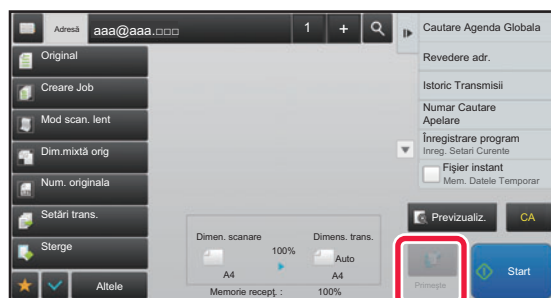 Adresă
aaa@aaa.□□□
1
+
Original
Creare Job
Mod scan. lent
Dim.mixtă orig
Num. originala
Setări trans.
Sterge
Altele
Dimen. scanare
Dimens. trans.
100%
Auto
A4
A4
Memorie recepţ. : 100%
Cautare Agenda Globala
Revedere adr.
Istoric Transmisii
Numar Cautare
Apelare
Înregistrare program
Inreg. Setari Curente
Fişier instant
Mem. Datele Temporar
Previzualiz.
CA
Primeşte
Start